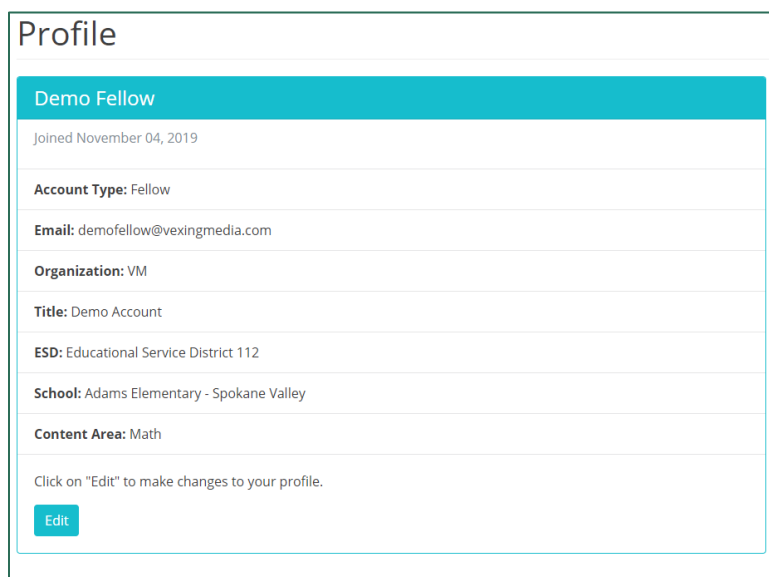 Profile
Demo Fellow
Joined November 04, 2019
Account Type: Fellow
Email: demofellow@vexingmedia.com
Organization: VM
Title: Demo Account
ESD: Educational Service District 112
School: Adams Elementary - Spokane Valley
Content Area: Math
Click on "Edit" to make changes to your profile.
Edit